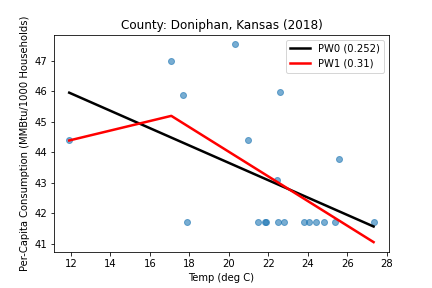 County: Doniphan, Kansas (2018)
PW0 (0.252)
PW1 (0.31)
Per-Capita Consumption (MMBtu/1000 Households)
47
46
45
44
43
42
41
12 14 16 18 20 22 24 26 28
Temp (deg C)